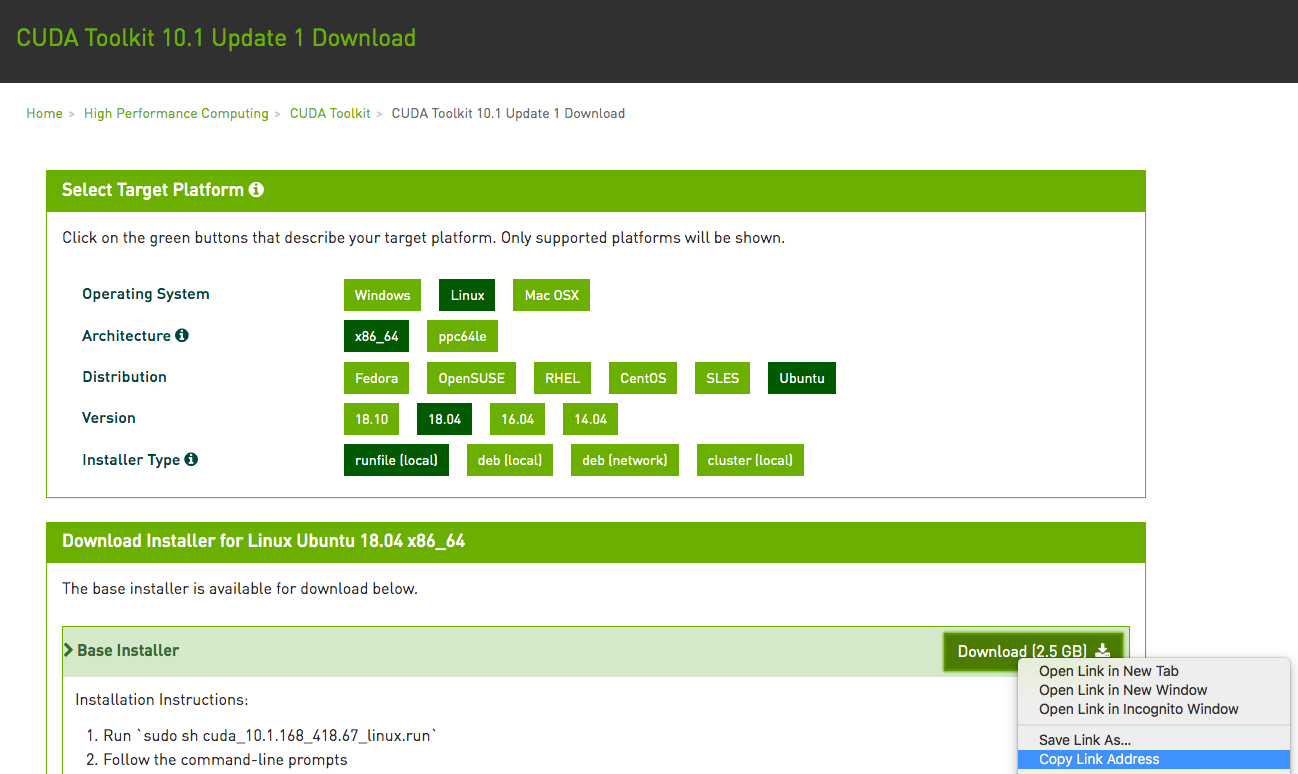 CUDA Toolkit 10.1 Update 1 Download
Home > High Performance Computing > CUDA Toolkit > CUDA Toolkit 10.1 Update 1 Download
Select Target Platform
Click on the green buttons that describe your target platform. Only supported platforms will be shown.
Operating System Windows Linux Mac OSX
Architecture x86_64 ppc64le
Distribution Fedora OpenSUSE RHEL CentOS SLES Ubuntu
Version 18.10 18.04 16.04 14.04
Installer Type runfile (local) deb (local) deb (network) cluster (local)
Download Installer for Linux Ubuntu 18.04 x86_64
The base installer is available for download below.
Base Installer Download (2.5 GB)
Open Link in New Tab
Open Link in New Window
Open Link in Incognito Window
Save Link As...
Copy Link Address
Installation Instructions:
1. Run `sudo sh cuda_10.1.168_418.67_linux.run`
2. Follow the command-line prompts